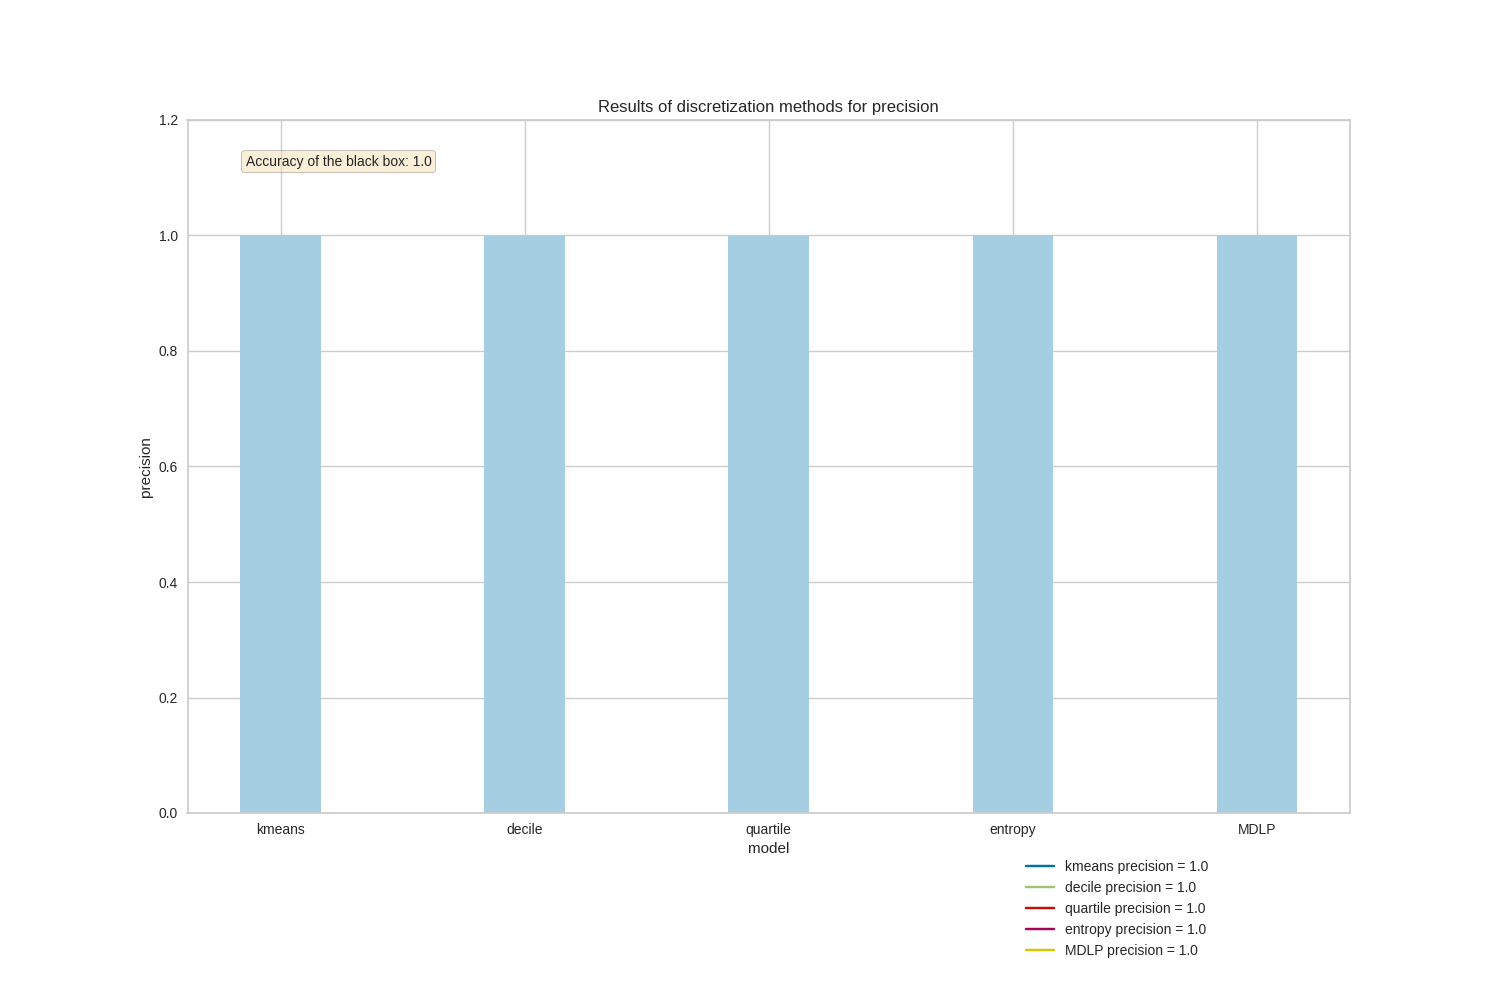 Results of discretization methods for precision
1.2
Accuracy of the black box: 1.0
1.0
0.8
0.6
precision
0.4
0.2
0.0
kmeans
decile
quartile
entropy
MDLP
model
kmeans precision = 1.0
decile precision = 1.0
quartile precision = 1.0
entropy precision = 1.0
MDLP precision = 1.0